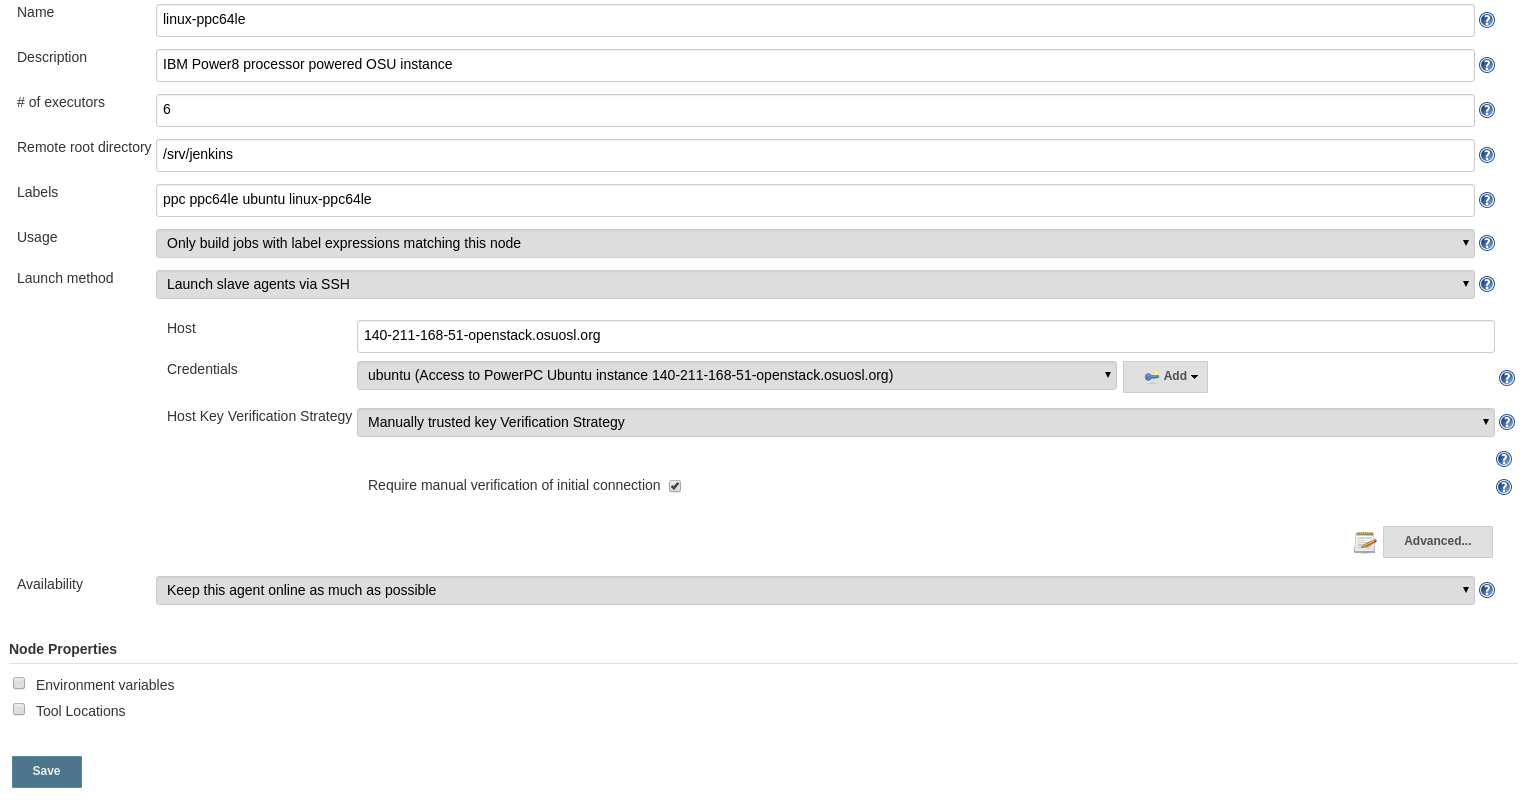 Name linux-ppc64le
Description IBM Power8 processor powered OSU instance
# of executors 6
Remote root directory /srv/jenkins
Labels ppc ppc64le ubuntu linux-ppc64le
Usage Only build jobs with label expressions matching this node
Launch method Launch slave agents via SSH
Host 140-211-168-51-openstack.osuosl.org
Credentials ubuntu (Access to PowerPC Ubuntu instance 140-211-168-51-openstack.osuosl.org) Add
Host Key Verification Strategy Manually trusted key Verification Strategy
Require manual verification of initial connection
Advanced...
Availability Keep this agent online as much as possible
Node Properties
Environment variables
Tool Locations
Save